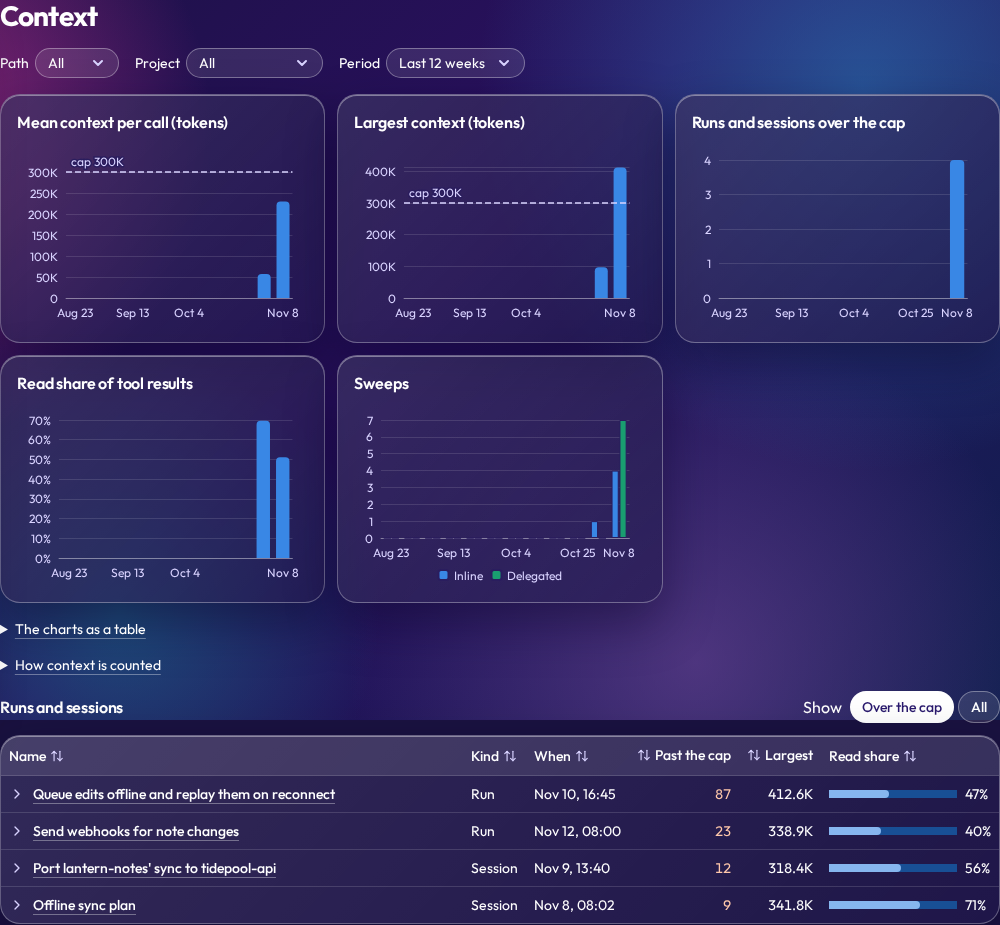 Context
Path All Project All Period Last 12 weeks
Mean context per call (tokens)
cap 300K
300K
250K
200K
150K
100K
50K
0
Aug 23 Sep 13 Oct 4 Nov 8
Largest context (tokens)
400K
cap 300K
300K
200K
100K
0
Aug 23 Sep 13 Oct 4 Nov 8
Runs and sessions over the cap
4
3
2
1
0
Aug 23 Sep 13 Oct 4 Oct 25 Nov 8
Read share of tool results
70%
60%
50%
40%
30%
20%
10%
0%
Aug 23 Sep 13 Oct 4 Nov 8
Sweeps
7
6
5
4
3
2
1
0
Aug 23 Sep 13 Oct 4 Oct 25 Nov 8
Inline Delegated
The charts as a table
How context is counted
Runs and sessions Show Over the cap All
Name Kind When Past the cap Largest Read share
Queue edits offline and replay them on reconnect Run Nov 10, 16:45 87 412.6K 47%
Send webhooks for note changes Run Nov 12, 08:00 23 338.9K 40%
Port lantern-notes' sync to tidepool-api Session Nov 9, 13:40 12 318.4K 56%
Offline sync plan Session Nov 8, 08:02 9 341.8K 71%